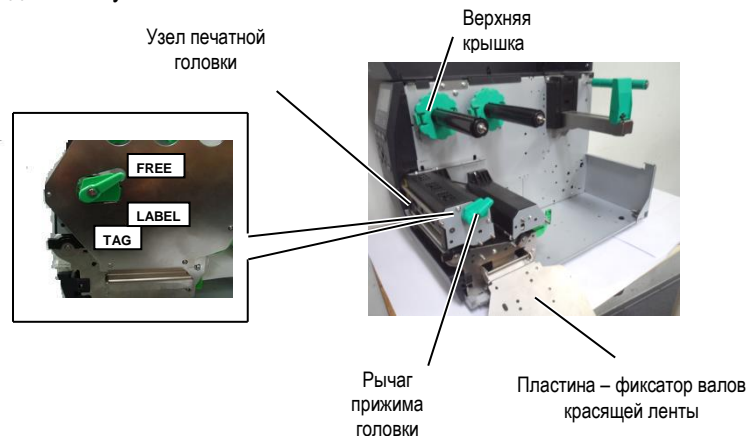 Верхняя
крышка
Узел печатной
головки
FREE
LABEL
TAG
Рычаг
прижима
головки
Пластина – фиксатор валов
красящей ленты